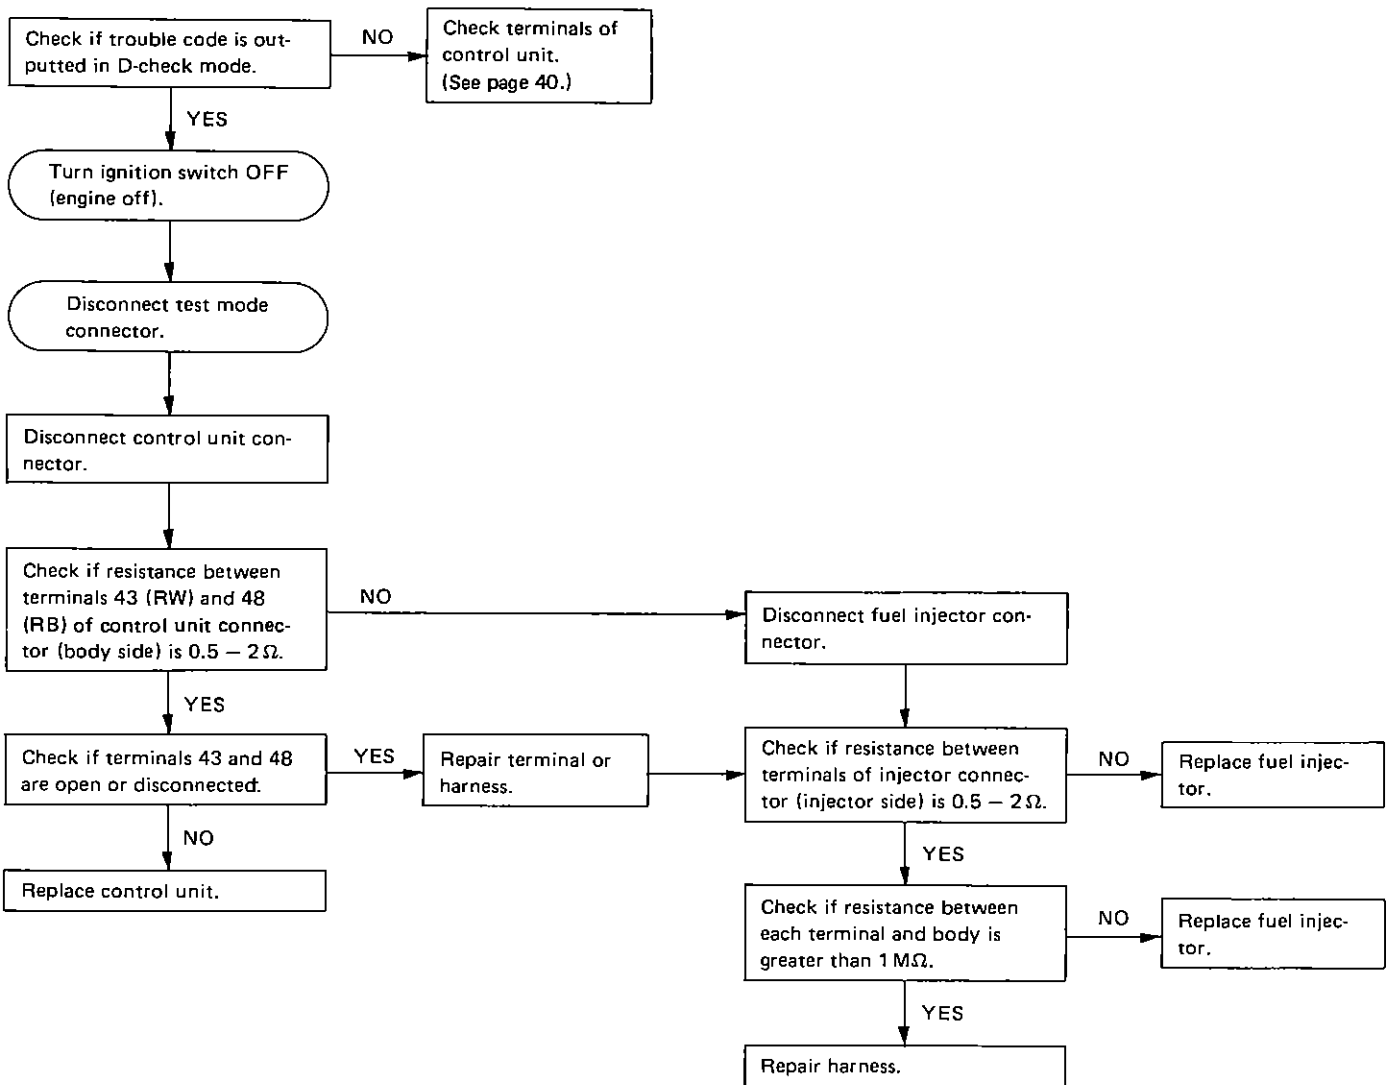 Check if trouble code is out-
putted in D-check mode.
NO
Check terminals of
control unit.
(See page 40.)
YES
Turn ignition switch OFF
(engine off).
Disconnect test mode
connector.
Disconnect control unit con-
nector.
Check if resistance between
terminals 43 (RW) and 48
(RB) of control unit connec-
tor (body side) is 0.5 – 2 Ω.
NO
Disconnect fuel injector con-
nector.
YES
Check if terminals 43 and 48
are open or disconnected.
YES
Repair terminal or
harness.
Check if resistance between
terminals of injector connec-
tor (injector side) is 0.5 – 2 Ω.
NO
Replace fuel injec-
tor.
NO
Replace control unit.
YES
Check if resistance between
each terminal and body is
greater than 1 MΩ.
NO
Replace fuel injec-
tor.
YES
Repair harness.